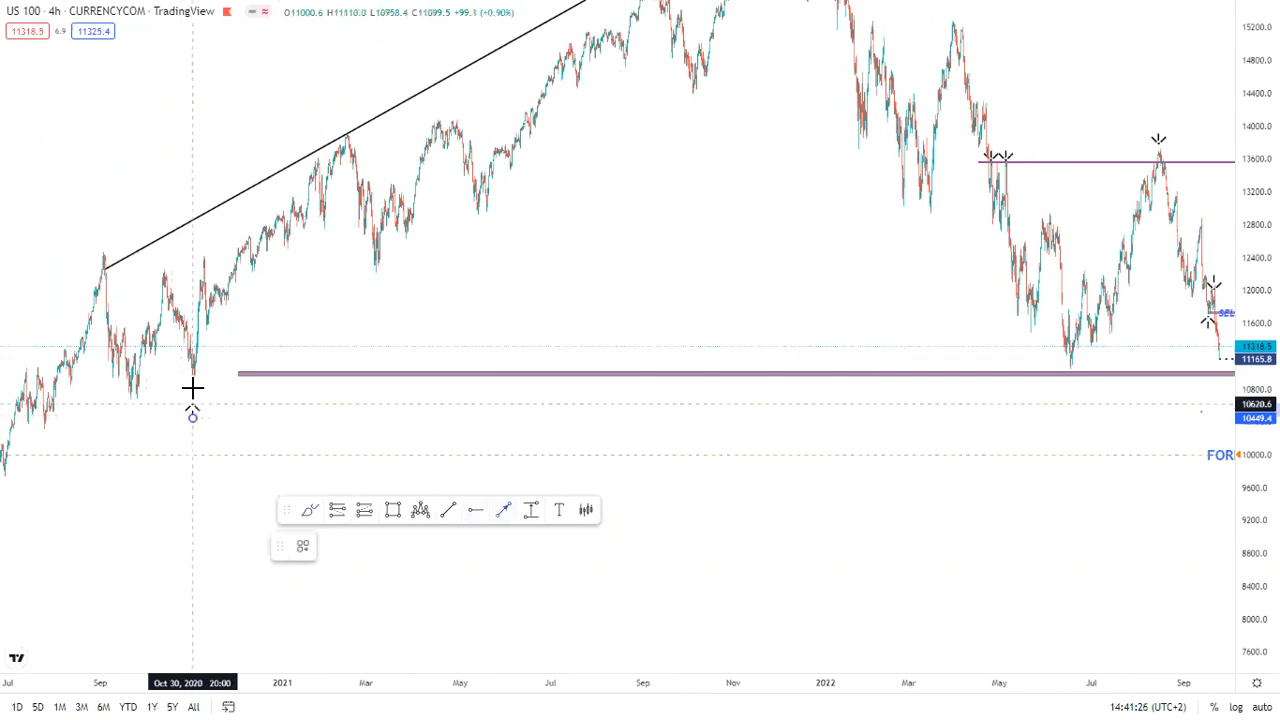 US 100 · 4h · CURRENCYCOM · TradingView
O11000.6 H11110.0 L10958.4 C11099.5 +99.1 (+0.90%)
11318.5 6.9 11325.4
15200.0
14800.0
14400.0
14000.0
13600.0
13200.0
12800.0
12400.0
12000.0
SEL
11600.0
11318.5
11165.8
10800.0
10620.6
10449.4
FOR
10000.0
9600.0
9200.0
8800.0
8400.0
8000.0
7600.0
Jul Sep Oct 30, 2020 20:00 2021 Mar May Jul Sep Nov 2022 Mar May Jul Sep
1D 5D 1M 3M 6M YTD 1Y 5Y All
14:41:26 (UTC+2) % log auto